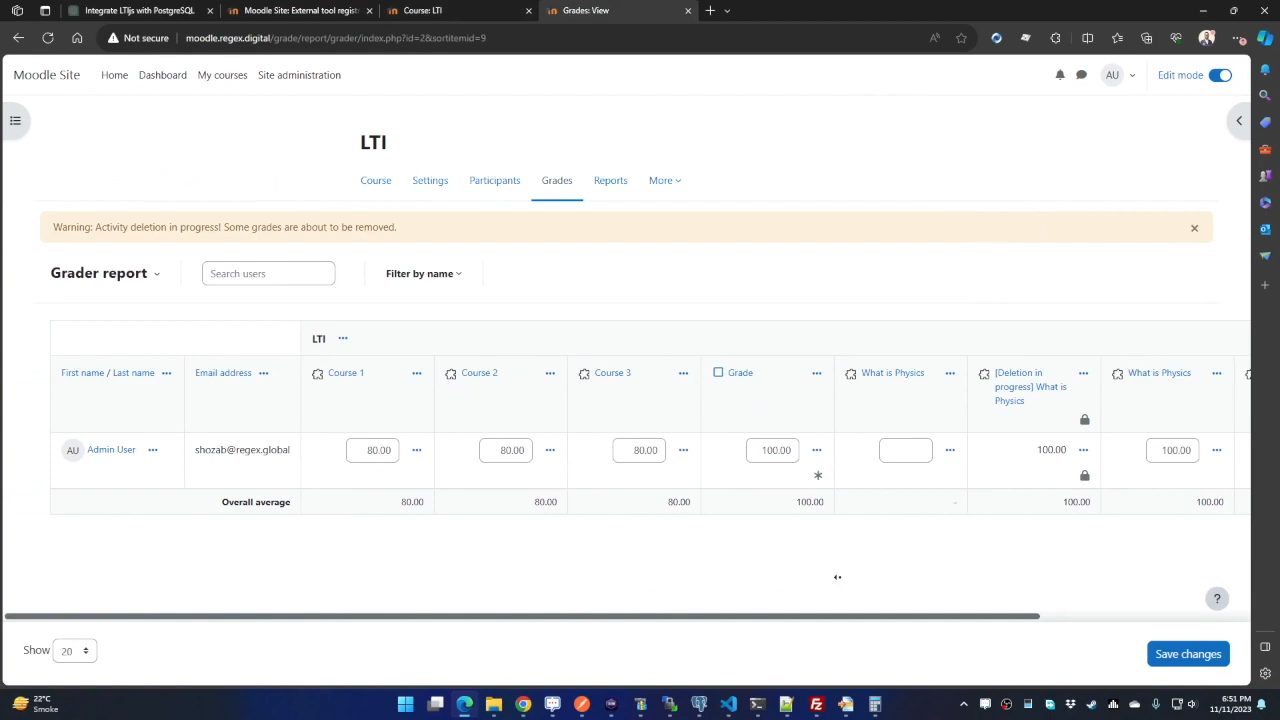 Integrate LTIjs with PostgreSQL
Moodle Site: External tool regist
Course: LTI
Grades: View
Not secure
moodle.regex.digital/grade/report/grader/index.php?id=2&sortitemid=9
Moodle Site
Home
Dashboard
My courses
Site administration
AU
Edit mode
LTI
Course
Settings
Participants
Grades
Reports
More
Warning: Activity deletion in progress! Some grades are about to be removed.
Grader report
Search users
Filter by name
LTI
First name / Last name
Email address
Course 1
Course 2
Course 3
Grade
What is Physics
[Deletion in
progress] What is
Physics
What is Physics
AU
Admin User
shozab@regex.global
80.00
80.00
80.00
100.00
100.00
100.00
Overall average
80.00
80.00
80.00
100.00
-
100.00
100.00
?
Show
20
Save changes
22°C
Smoke
6:51 PM
11/11/2023